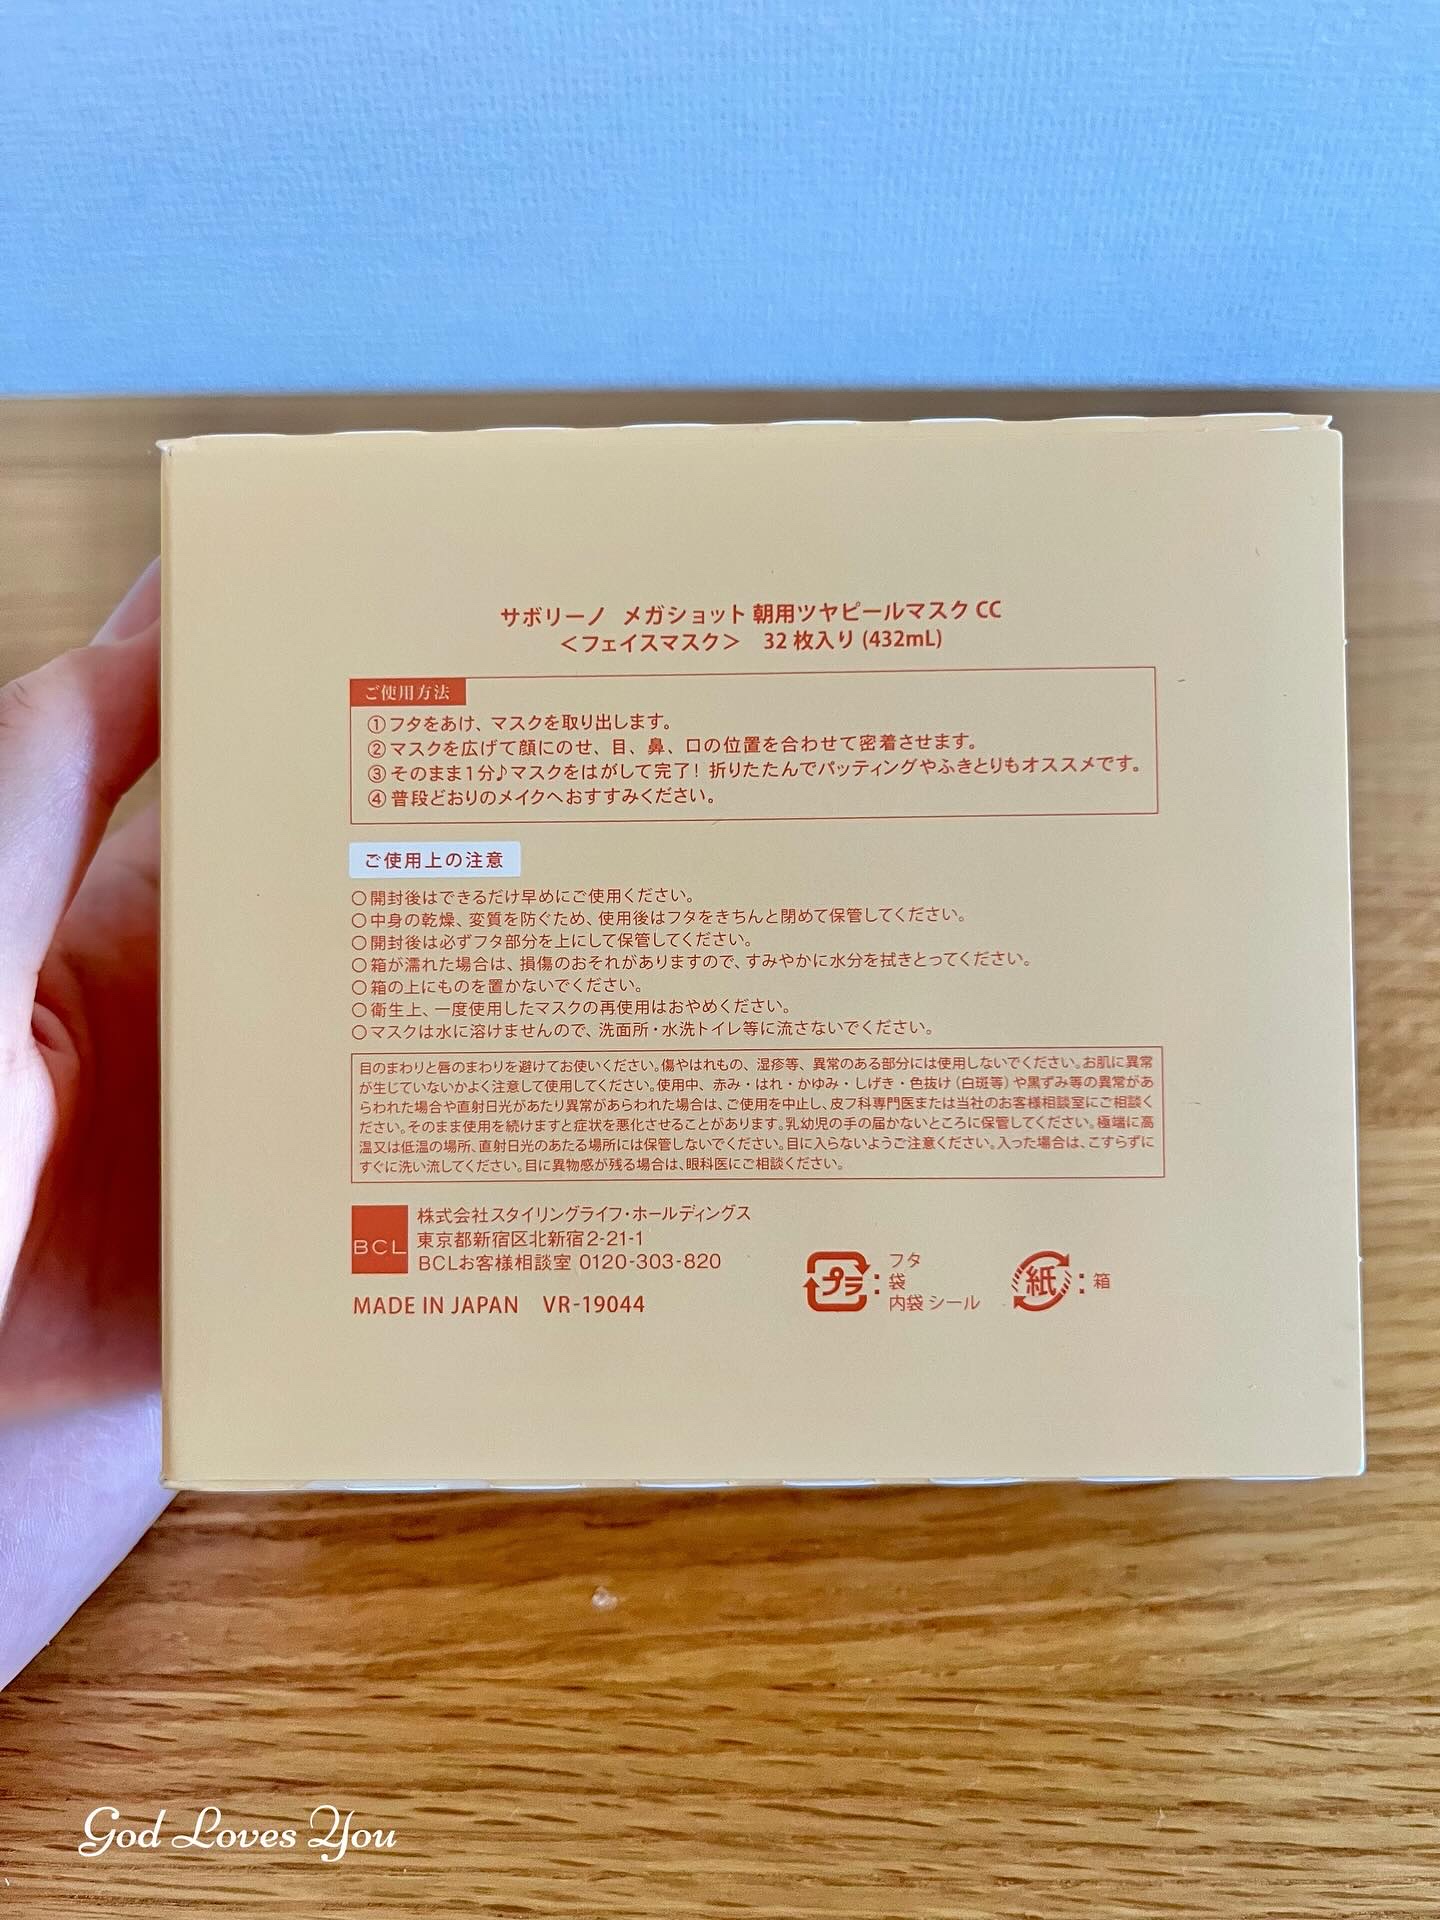 サボリーノ メガショット 朝用ツヤピールマスク CC
＜フェイスマスク＞ 32枚入り (432mL)
ご使用方法
①フタをあけ、マスクを取り出します。
②マスクを広げて顔にのせ、目、鼻、口の位置を合わせて密着させます。
③そのまま1分♪マスクをはがして完了！折りたたんでパッティングやふきとりもオススメです。
④普段どおりのメイクへおすすみください。
ご使用上の注意
○開封後はできるだけ早めにご使用ください。
○中身の乾燥、変質を防ぐため、使用後はフタをきちんと閉めて保管してください。
○開封後は必ずフタ部分を上にして保管してください。
○箱が濡れた場合は、損傷のおそれがありますので、すみやかに水分を拭きとってください。
○箱の上にものを置かないでください。
○衛生上、一度使用したマスクの再使用はおやめください。
○マスクは水に溶けませんので、洗面所・水洗トイレ等に流さないでください。
目のまわりと唇のまわりを避けてお使いください。傷やはれもの、湿疹等、異常のある部分には使用しないでください。お肌に異常
が生じていないかよく注意して使用してください。使用中、赤み・はれ・かゆみ・しげき・色抜け（白斑等）や黒ずみ等の異常があ
らわれた場合や直射日光があたり異常があらわれた場合は、ご使用を中止し、皮フ科専門医または当社のお客様相談室にご相談く
ださい。そのまま使用を続けますと症状を悪化させることがあります。乳幼児の手の届かないところに保管してください。極端に高
温又は低温の場所、直射日光のあたる場所には保管しないでください。目に入らないようご注意ください。入った場合は、こすらずに
すぐに洗い流してください。目に異物感が残る場合は、眼科医にご相談ください。
BCL
株式会社スタイリングライフ・ホールディングス
東京都新宿区北新宿2-21-1
BCLお客様相談室 0120-303-820
MADE IN JAPAN VR-19044
プラ：フタ
袋
内袋シール
紙：箱
God Loves You